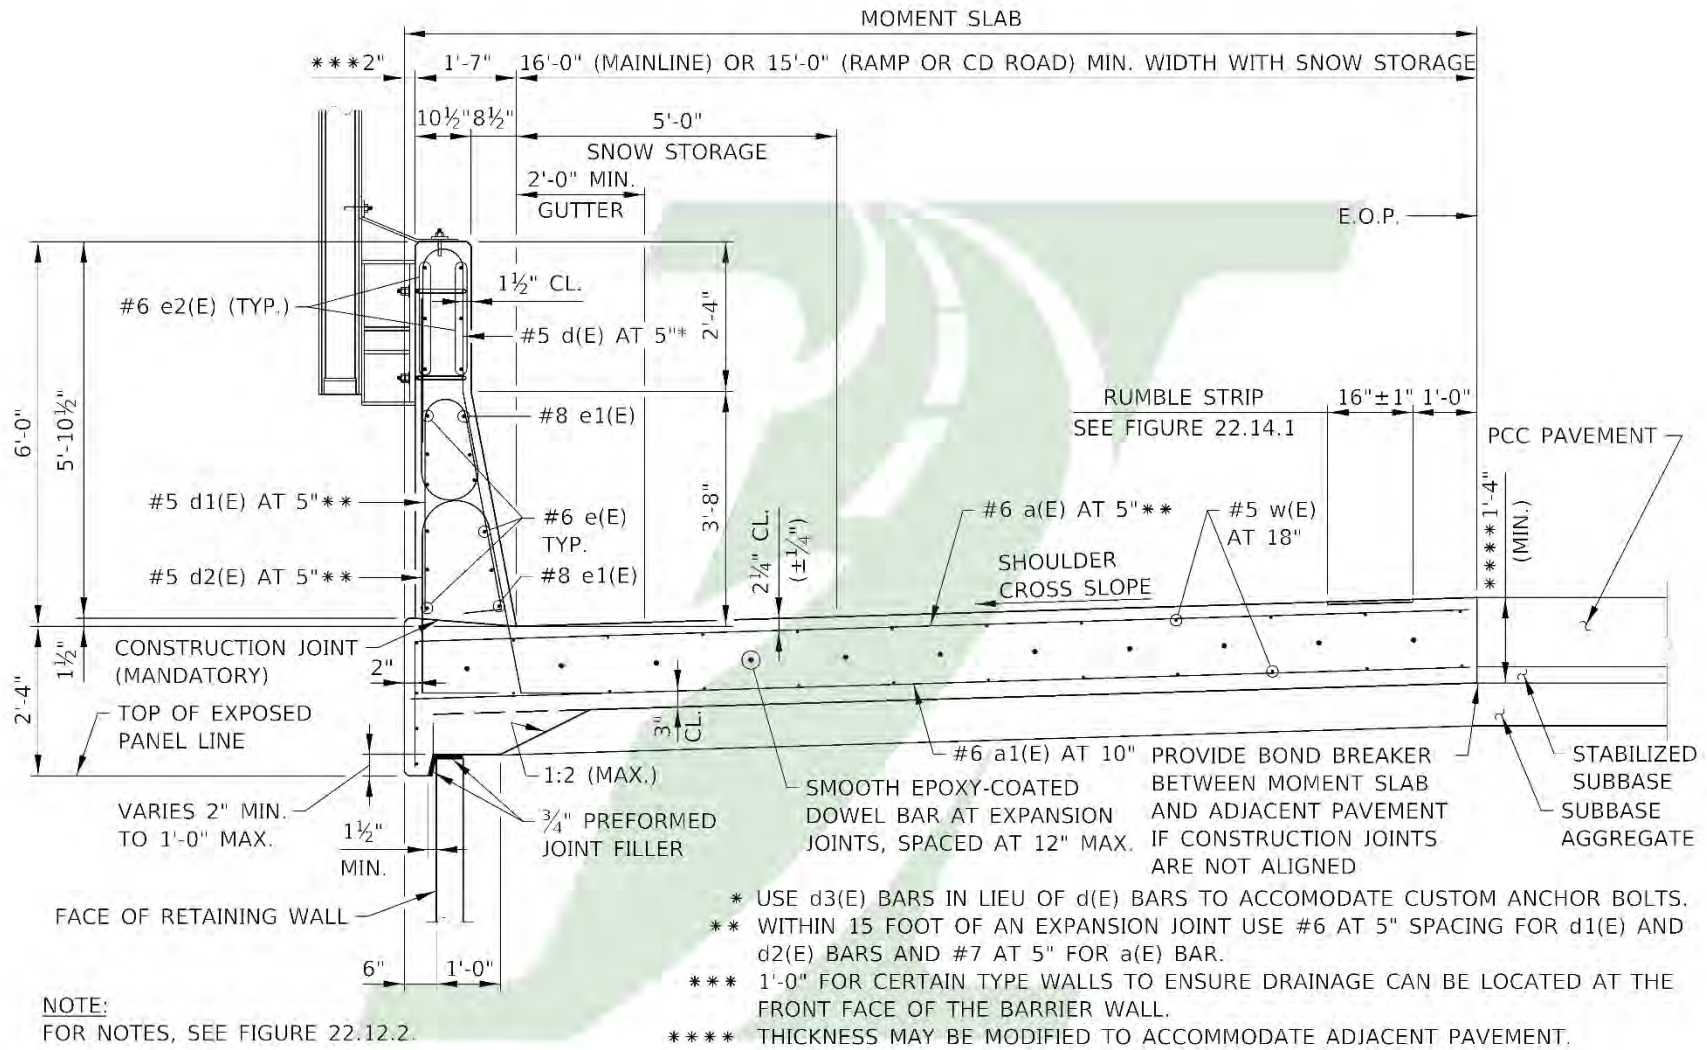 MOMENT SLAB
***2"
1'-7"
16'-0" (MAINLINE) OR 15'-0" (RAMP OR CD ROAD) MIN. WIDTH WITH SNOW STORAGE
10½"
8½"
5'-0"
SNOW STORAGE
2'-0" MIN.
GUTTER
E.O.P.
6'-0"
5'-10½"
#6 e2(E) (TYP.)
1½" CL.
#5 d(E) AT 5"*
2'-4"
#8 e1(E)
RUMBLE STRIP
SEE FIGURE 22.14.1
16"±1"
1'-0"
PCC PAVEMENT
#5 d1(E) AT 5"**
#6 e(E)
TYP.
3'-8"
2¼" CL.
(±¼")
#6 a(E) AT 5"**
#5 w(E)
AT 18"
****1'-4"
(MIN.)
#5 d2(E) AT 5"**
#8 e1(E)
SHOULDER
CROSS SLOPE
1½"
2'-4"
CONSTRUCTION JOINT
(MANDATORY)
2"
TOP OF EXPOSED
PANEL LINE
3"
CL.
#6 a1(E) AT 10"
1:2 (MAX.)
VARIES 2" MIN.
TO 1'-0" MAX.
1½"
MIN.
¾" PREFORMED
JOINT FILLER
SMOOTH EPOXY-COATED
DOWEL BAR AT EXPANSION
JOINTS, SPACED AT 12" MAX.
PROVIDE BOND BREAKER
BETWEEN MOMENT SLAB
AND ADJACENT PAVEMENT
IF CONSTRUCTION JOINTS
ARE NOT ALIGNED
STABILIZED
SUBBASE
SUBBASE
AGGREGATE
FACE OF RETAINING WALL
6"
1'-0"
* USE d3(E) BARS IN LIEU OF d(E) BARS TO ACCOMODATE CUSTOM ANCHOR BOLTS.
** WITHIN 15 FOOT OF AN EXPANSION JOINT USE #6 AT 5" SPACING FOR d1(E) AND
d2(E) BARS AND #7 AT 5" FOR a(E) BAR.
*** 1'-0" FOR CERTAIN TYPE WALLS TO ENSURE DRAINAGE CAN BE LOCATED AT THE
FRONT FACE OF THE BARRIER WALL.
**** THICKNESS MAY BE MODIFIED TO ACCOMMODATE ADJACENT PAVEMENT.
NOTE:
FOR NOTES, SEE FIGURE 22.12.2.